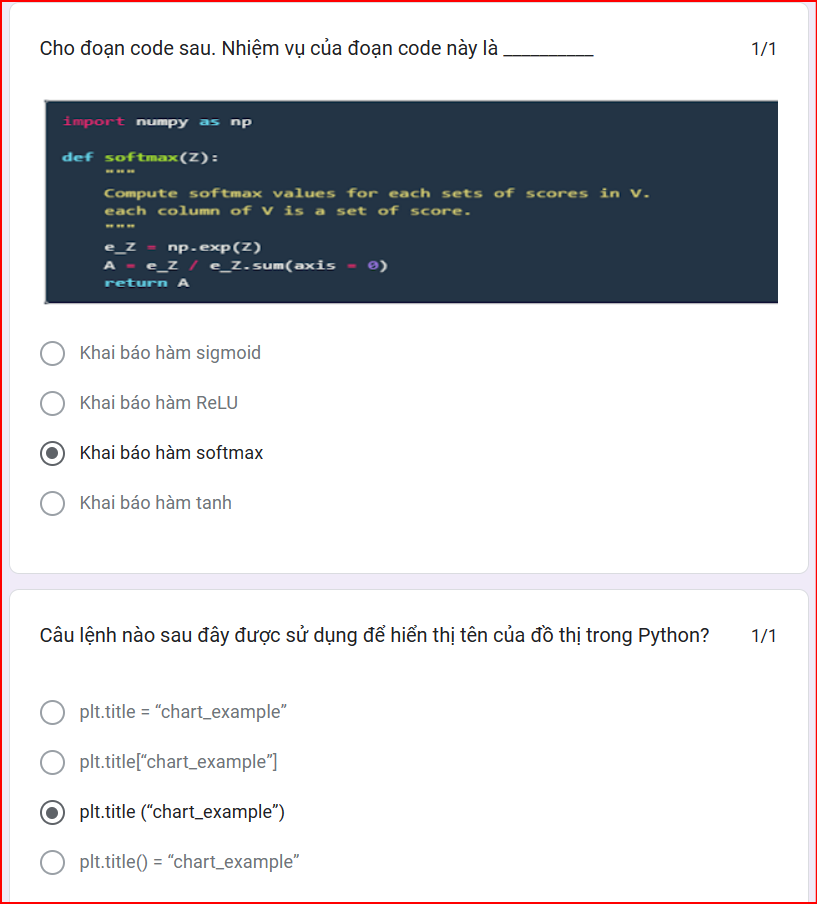 Cho đoạn code sau. Nhiệm vụ của đoạn code này là __________
1/1
import numpy as np
def softmax(Z):
"""
Compute softmax values for each sets of scores in V.
each column of V is a set of score.
"""
e_Z = np.exp(Z)
A = e_Z / e_Z.sum(axis = 0)
return A
Khai báo hàm sigmoid
Khai báo hàm ReLU
Khai báo hàm softmax
Khai báo hàm tanh
Câu lệnh nào sau đây được sử dụng để hiển thị tên của đồ thị trong Python?
1/1
plt.title = “chart_example”
plt.title[“chart_example”]
plt.title (“chart_example”)
plt.title() = “chart_example”